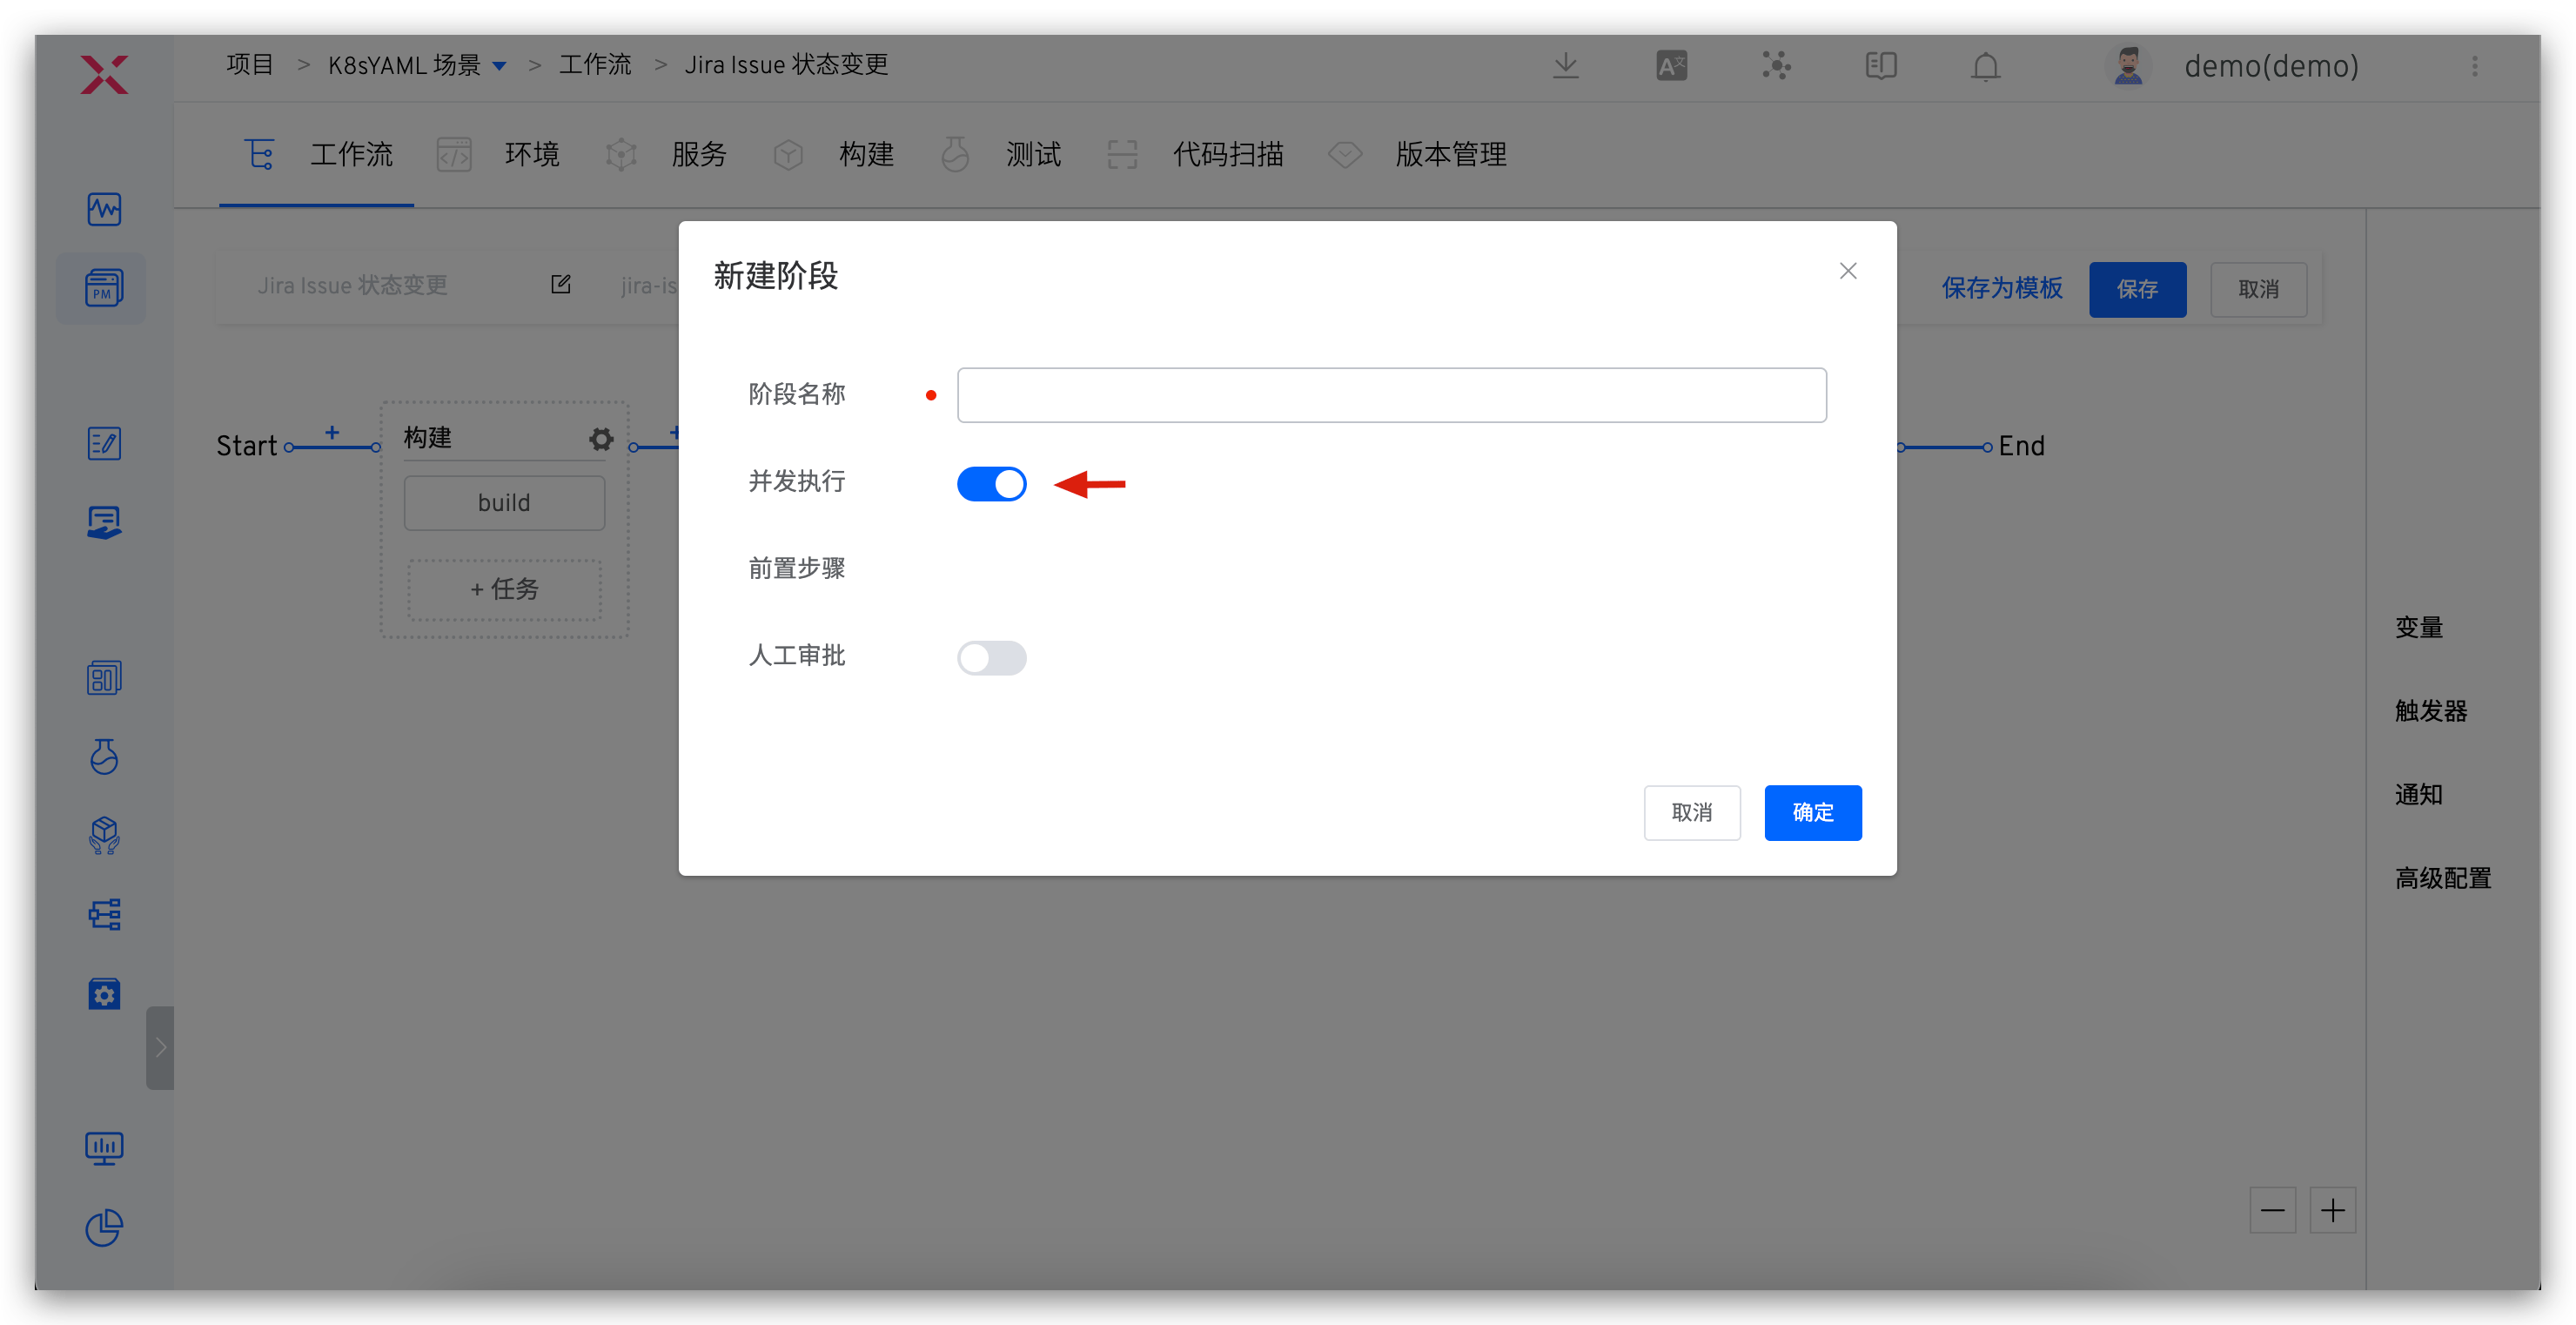 项目 > K8sYAML 场景 > 工作流 > Jira Issue 状态变更
demo(demo)
工作流 环境 服务 构建 测试 代码扫描 版本管理
PM
Jira Issue 状态变更 jira-is
保存为模板 保存 取消
Start
构建
build
+ 任务
End
新建阶段
阶段名称
并发执行
前置步骤
人工审批
取消 确定
变量
触发器
通知
高级配置